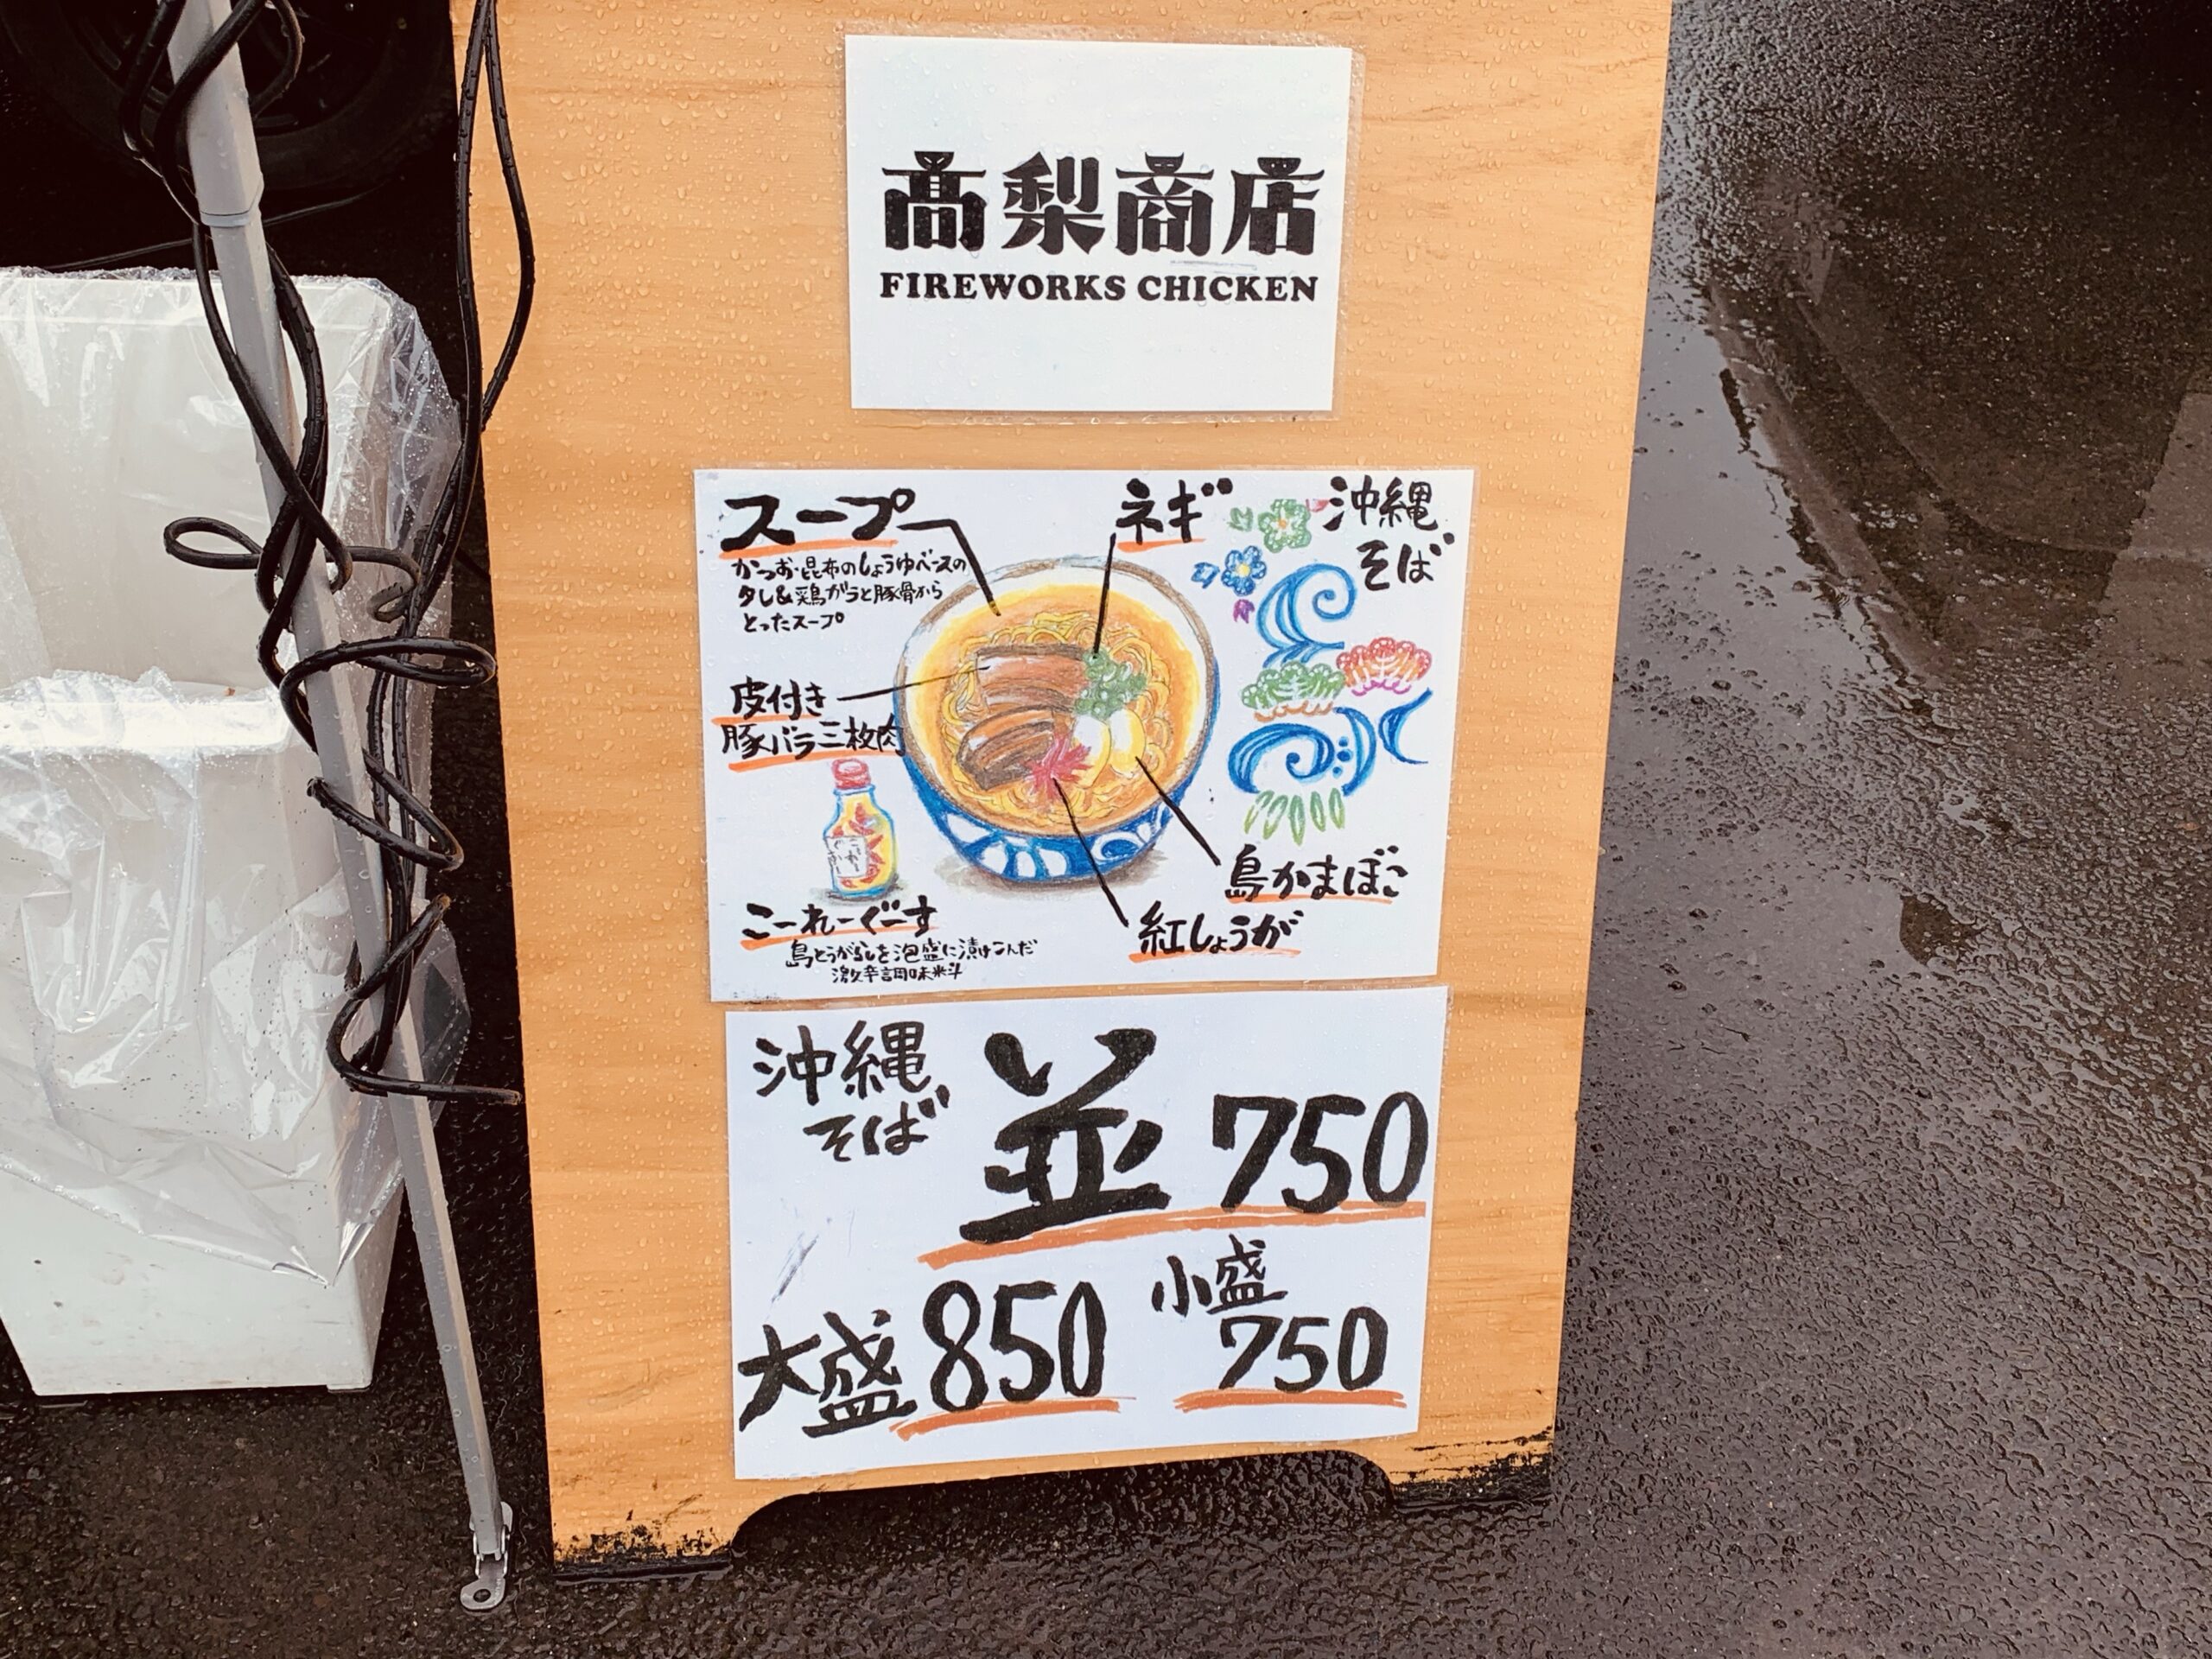 髙梨商店
FIREWORKS CHICKEN
スープ
かつお・昆布のしょうゆベースの
タレ&鶏ガラと豚骨から
とったスープ
ネギ
沖縄
そば
皮付き
豚バラ三枚肉
こーれーぐーす
島とうがらしを泡盛に漬けこんだ
激辛調味料
島かまぼこ
紅しょうが
沖縄
そば
並 750
大盛 850
小盛
750